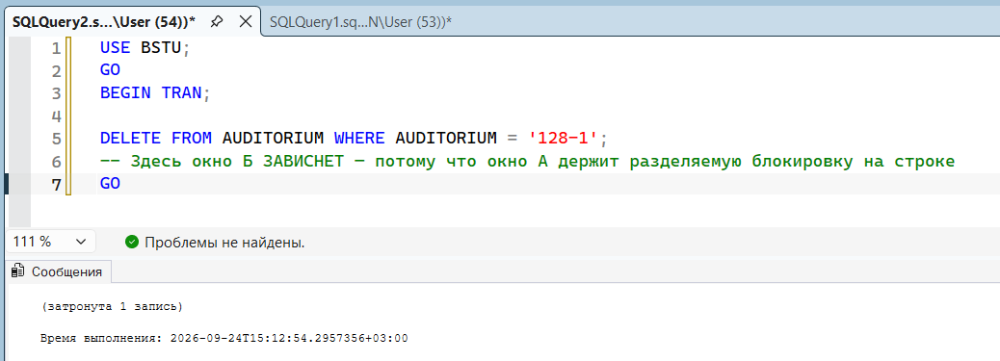 SQLQuery2.s...\User (54))* SQLQuery1.sq...N\User (53))*
1 USE BSTU;
2 GO
3 BEGIN TRAN;
4
5 DELETE FROM AUDITORIUM WHERE AUDITORIUM = '128-1';
6 -- Здесь окно Б ЗАВИСНЕТ — потому что окно А держит разделяемую блокировку на строке
7 GO
111 % Проблемы не найдены.
Сообщения
(затронута 1 запись)
Время выполнения: 2026-09-24T15:12:54.2957356+03:00